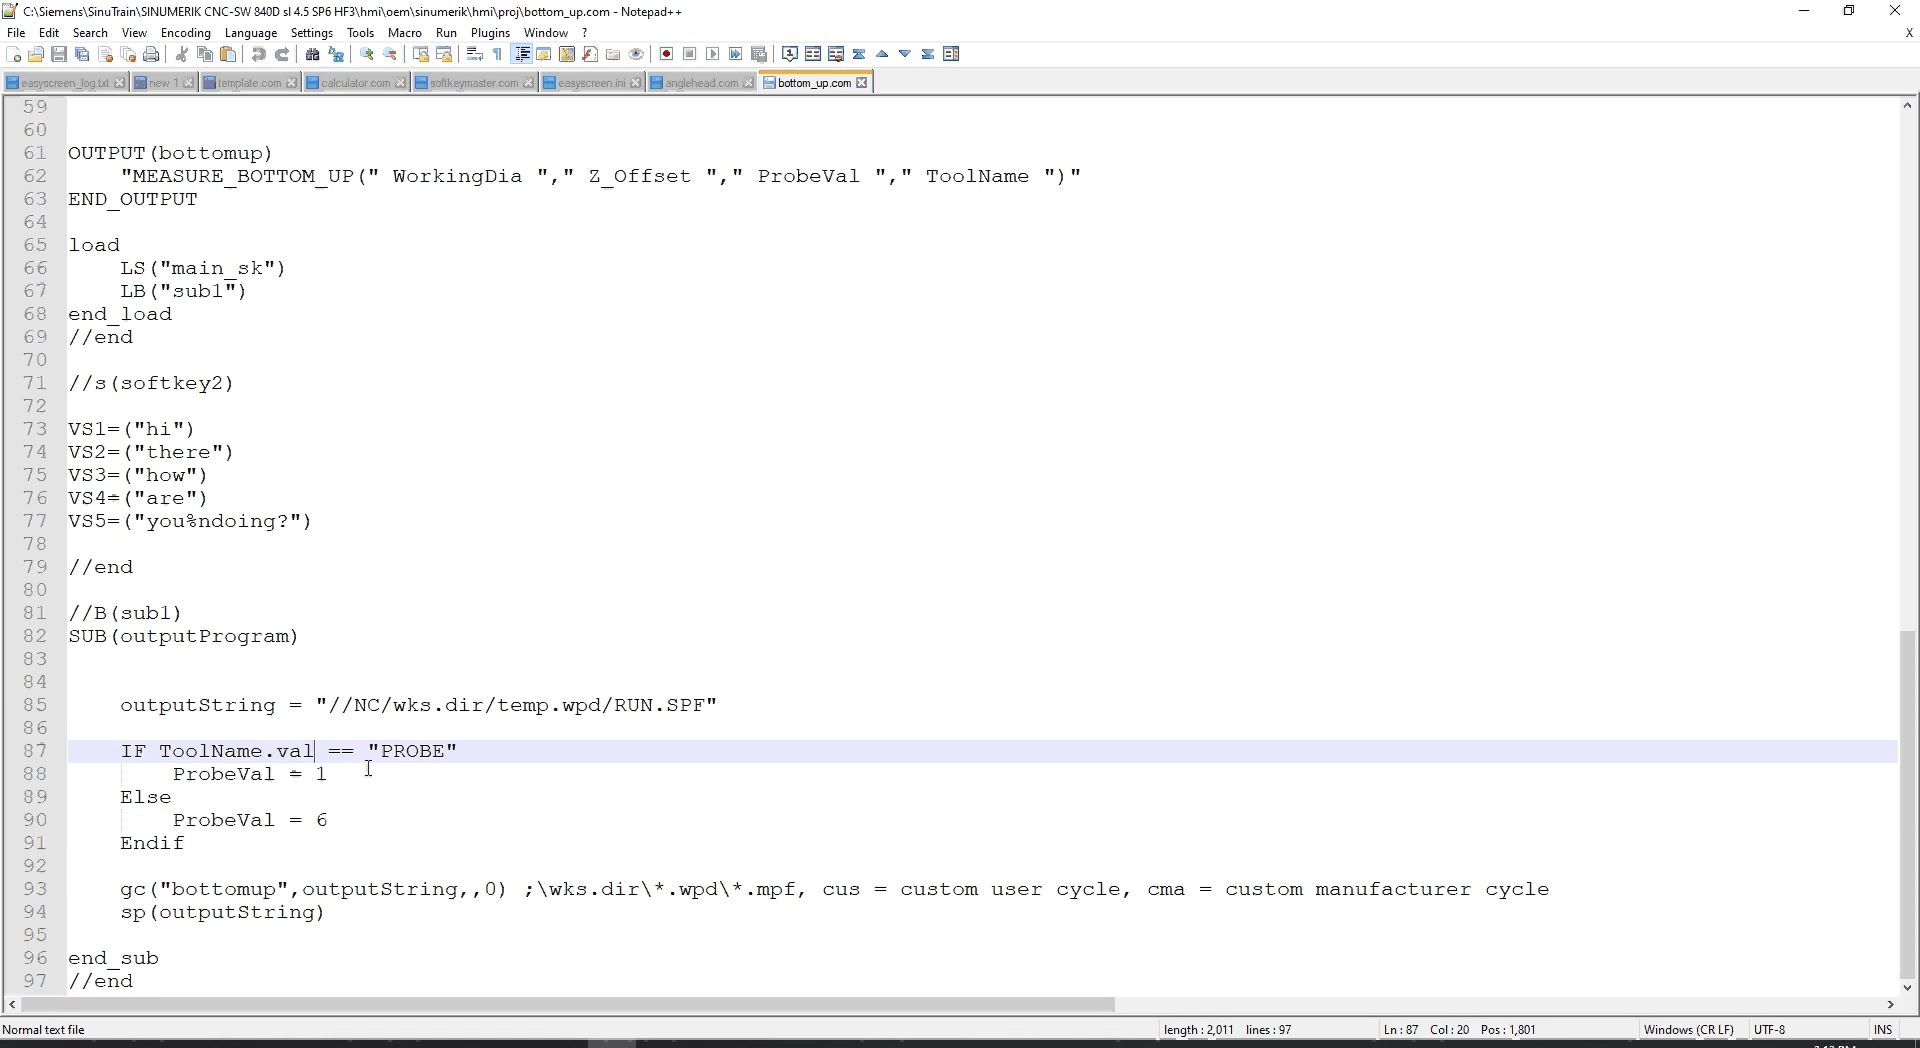 C:\Siemens\SinuTrain\SINUMERIK CNC-SW 840D sl 4.5 SP6 HF3\hmi\oem\sinumerik\hmi\proj\bottom_up.com - Notepad++
File Edit Search View Encoding Language Settings Tools Macro Run Plugins Window ? X
easyscreen_log.txt new 1 template.com calculator.com softkeymaster.com easyscreen.ini anglehead.com bottom_up.com
59
60
61 OUTPUT(bottomup)
62 "MEASURE_BOTTOM_UP(" WorkingDia "," Z_Offset "," ProbeVal "," ToolName ")"
63 END_OUTPUT
64
65 load
66 LS("main_sk")
67 LB("sub1")
68 end_load
69 //end
70
71 //s(softkey2)
72
73 VS1=("hi")
74 VS2=("there")
75 VS3=("how")
76 VS4=("are")
77 VS5=("you%ndoing?")
78
79 //end
80
81 //B(sub1)
82 SUB(outputProgram)
83
84
85 outputString = "//NC/wks.dir/temp.wpd/RUN.SPF"
86
87 IF ToolName.val == "PROBE"
88 ProbeVal = 1
89 Else
90 ProbeVal = 6
91 Endif
92
93 gc("bottomup",outputString,,0) ;\wks.dir\*.wpd\*.mpf, cus = custom user cycle, cma = custom manufacturer cycle
94 sp(outputString)
95
96 end_sub
97 //end
Normal text file length : 2,011 lines : 97 Ln : 87 Col : 20 Pos : 1,801 Windows (CR LF) UTF-8 INS